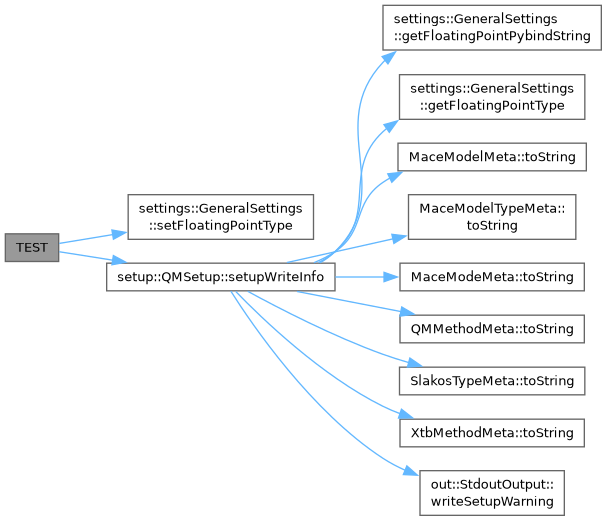 settings::GeneralSettings
::getFloatingPointPybindString
settings::GeneralSettings
::getFloatingPointType
MaceModelMeta::toString
MaceModelTypeMeta::
toString
settings::GeneralSettings
::setFloatingPointType
TEST
setup::QMSetup::setupWriteInfo
MaceModeMeta::toString
QMMethodMeta::toString
SlakosTypeMeta::toString
XtbMethodMeta::toString
out::StdoutOutput::
writeSetupWarning